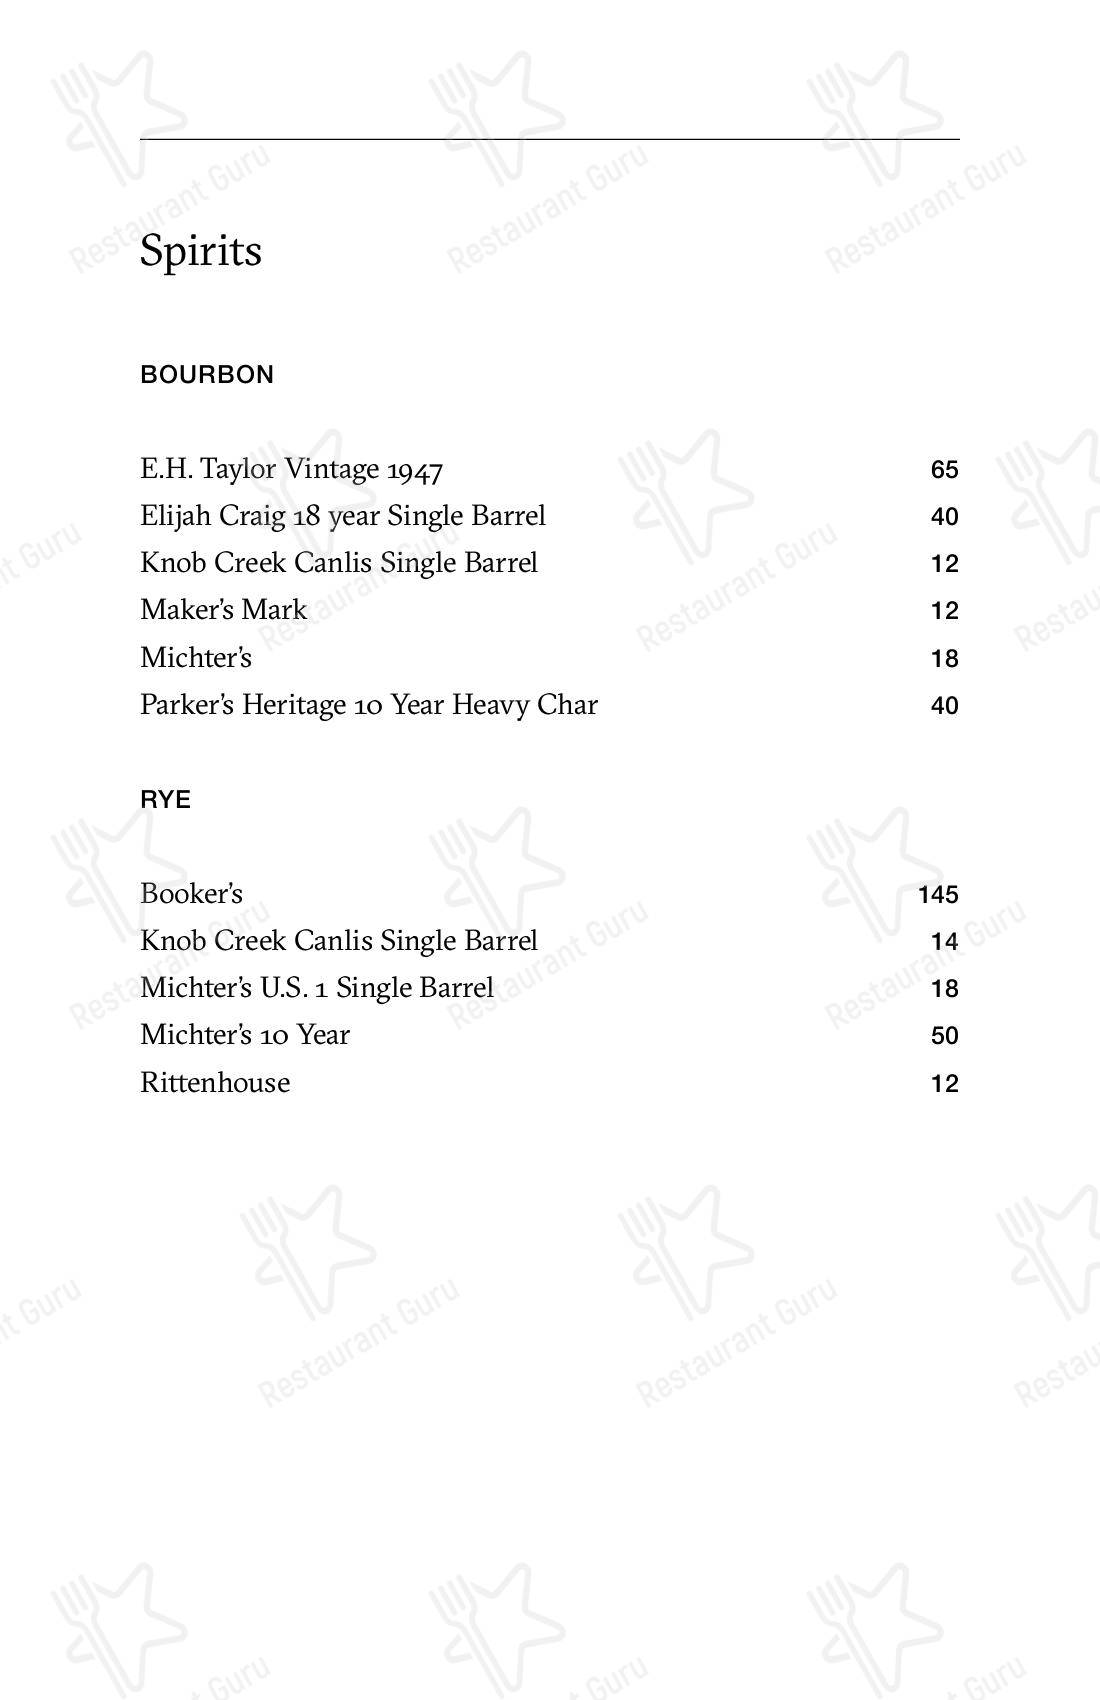 Spirits
BOURBON
E.H. Taylor Vintage 1947 65
Elijah Craig 18 year Single Barrel 40
Knob Creek Canlis Single Barrel 12
Maker's Mark 12
Michter's 18
Parker's Heritage 10 Year Heavy Char 40
RYE
Booker's 145
Knob Creek Canlis Single Barrel 14
Michter's U.S. 1 Single Barrel 18
Michter's 10 Year 50
Rittenhouse 12
Restaurant Guru